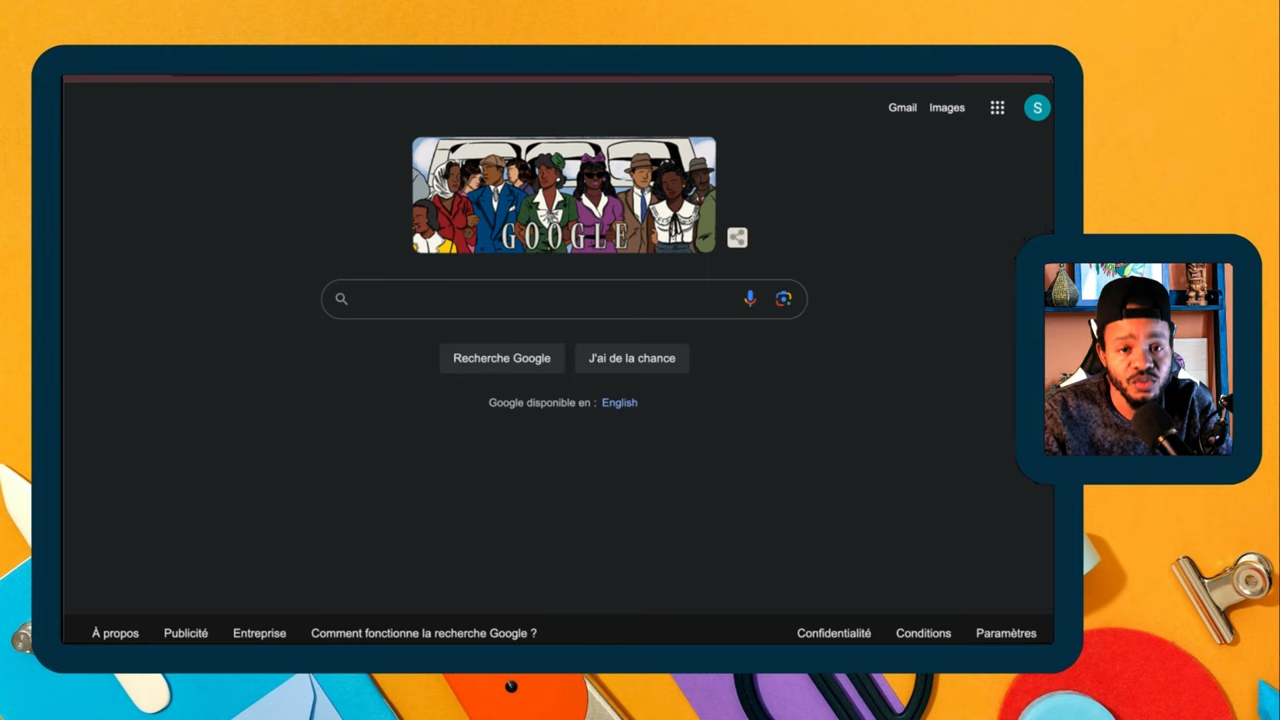 Gmail Images
S
GOOGLE
Recherche Google J'ai de la chance
Google disponible en : English
À propos Publicité Entreprise Comment fonctionne la recherche Google ? Confidentialité Conditions Paramètres